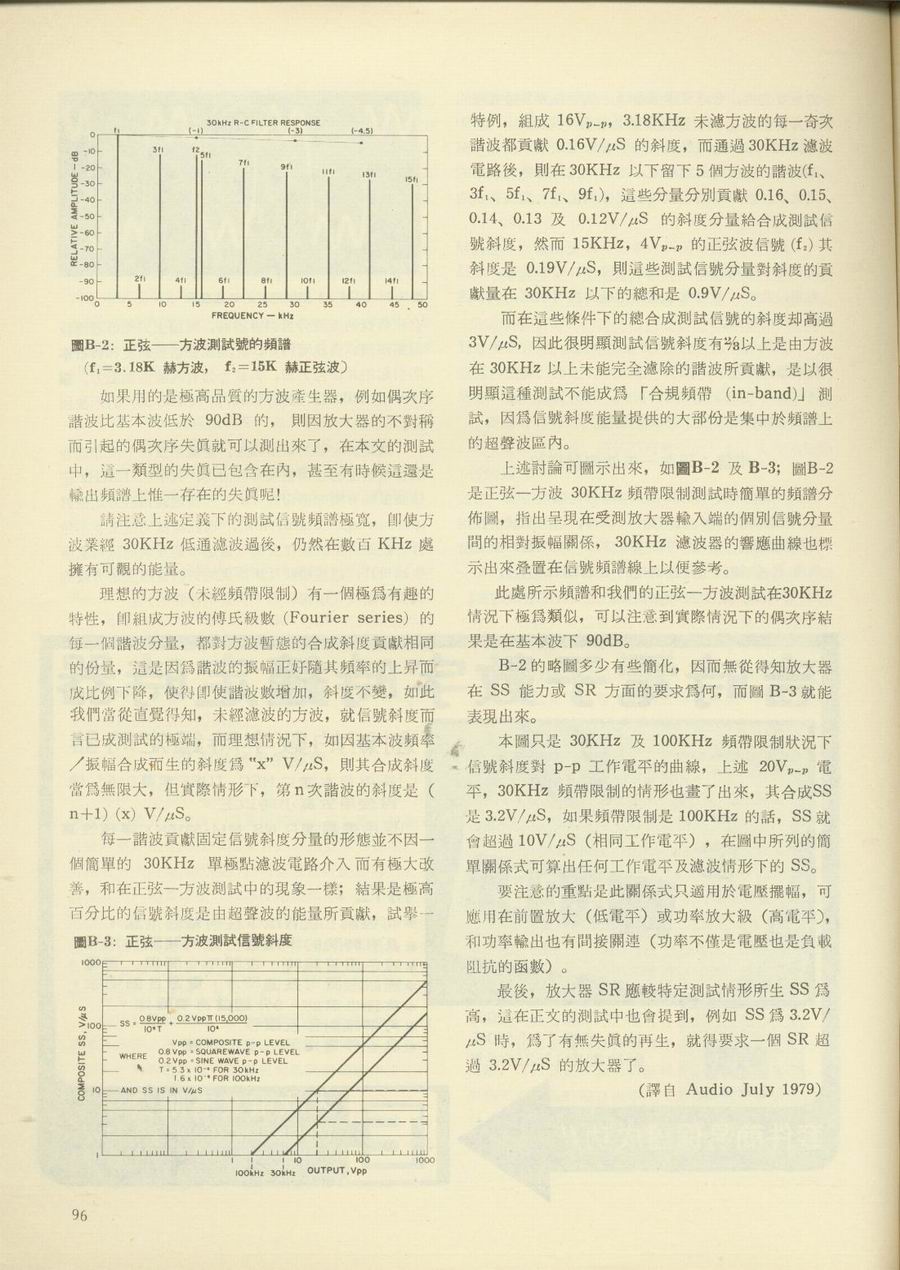 30kHz R-C FILTER RESPONSE
f₁ (-1) (-3) (-4.5)
0
-10
-20
-30
-40
-50
-60
-70
-80
-90
-100
RELATIVE AMPLITUDE — dB
3f₁ f2 5f₁ 7f₁ 9f₁ 11f₁ 13f₁ 15f₁
2f₁ 4f₁ 6f₁ 8f₁ 10f₁ 12f₁ 14f₁
0 5 10 15 20 25 30 35 40 45 50
FREQUENCY — kHz
圖B-2：正弦——方波測試號的頻譜
（f₁=3.18K 赫方波， f₂=15K 赫正弦波）
如果用的是極高品質的方波產生器，例如偶次序
諧波比基本波低於 90dB 的， 則因放大器的不對稱
而引起的偶次序失眞就可以測出來了，在本文的測試
中，這一類型的失眞已包含在內，甚至有時候這還是
輸出頻譜上惟一存在的失眞呢！
請注意上述定義下的測試信號頻譜極寬，卽使方
波業經 30KHz 低通濾波過後，仍然在數百 KHz 處
擁有可觀的能量。
理想的方波（未經頻帶限制）有一個極爲有趣的
特性，卽組成方波的傅氏級數 (Fourier series) 的
每一個諧波分量，都對方波暫態的合成斜度貢獻相同
的份量，這是因爲諧波的振幅正好隨其頻率的上昇而
成比例下降，使得卽使諧波數增加，斜度不變，如此
我們當從直覺得知，未經濾波的方波，就信號斜度而
言已成測試的極端，而理想情況下，如因基本波頻率
／振幅合成而生的斜度爲 "x" V/μS，則其合成斜度
當爲無限大，但實際情形下，第 n 次諧波的斜度是 (
n+1) (x) V/μS。
每一諧波貢獻固定信號斜度分量的形態並不因一
個簡單的 30KHz 單極點濾波電路介入而有極大改
善，和在正弦—方波測試中的現象一樣；結果是極高
百分比的信號斜度是由超聲波的能量所貢獻，試舉一
圖B-3：正弦——方波測試信號斜度
1000
100
10
1
COMPOSITE SS, V/μS
SS = 0.8Vpp / 10⁶T + 0.2Vppπ(15,000) / 10⁶
WHERE
Vpp = COMPOSITE p-p LEVEL
0.8 Vpp = SQUAREWAVE p-p LEVEL
0.2 Vpp = SINE WAVE p-p LEVEL
T = 5.3 x 10⁻⁶ FOR 30kHz
1.6 x 10⁻⁶ FOR 100kHz
AND SS IS IN V/μS
1 10 100 1000
100kHz 30kHz OUTPUT, Vpp
96
特例，組成 16Vp-p，3.18KHz 未濾方波的每一奇次
諧波都貢獻 0.16V/μS 的斜度，而通過 30KHz 濾波
電路後，則在 30KHz 以下留下 5 個方波的諧波(f₁、
3f₁、5f₁、7f₁、9f₁)，這些分量分別貢獻 0.16、0.15、
0.14、0.13 及 0.12V/μS 的斜度分量給合成測試信
號斜度，然而 15KHz，4Vp-p 的正弦波信號 (f₂) 其
斜度是 0.19V/μS，則這些測試信號分量對斜度的貢
獻量在 30KHz 以下的總和是 0.9V/μS。
而在這些條件下的總合成測試信號的斜度却高過
3V/μS，因此很明顯測試信號斜度有⅔以上是由方波
在 30KHz 以上未能完全濾除的諧波所貢獻，是以很
明顯這種測試不能成爲「合規頻帶 (in-band)」測
試，因爲信號斜度能量提供的大部份是集中於頻譜上
的超聲波區內。
上述討論可圖示出來，如圖B-2 及 B-3；圖B-2
是正弦—方波 30KHz 頻帶限制測試時簡單的頻譜分
佈圖，指出呈現在受測放大器輸入端的個別信號分量
間的相對振幅關係， 30KHz 濾波器的響應曲線也標
示出來叠置在信號頻譜線上以便參考。
此處所示頻譜和我們的正弦—方波測試在30KHz
情況下極爲類似，可以注意到實際情況下的偶次序結
果是在基本波下 90dB。
B-2 的略圖多少有些簡化，因而無從得知放大器
在 SS 能力或 SR 方面的要求爲何，而圖 B-3 就能
表現出來。
本圖只是 30KHz 及 100KHz 頻帶限制狀況下
信號斜度對 p-p 工作電平的曲線，上述 20Vp-p 電
平，30KHz 頻帶限制的情形也畫了出來，其合成SS
是 3.2V/μS，如果頻帶限制是 100KHz 的話，SS 就
會超過 10V/μS（相同工作電平），在圖中所列的簡
單關係式可算出任何工作電平及濾波情形下的 SS。
要注意的重點是此關係式只適用於電壓擺幅，可
應用在前置放大（低電平）或功率放大級（高電平），
和功率輸出也有間接關連（功率不僅是電壓也是負載
阻抗的函數）。
最後，放大器 SR 應較特定測試情形所生 SS 爲
高，這在正文的測試中也會提到，例如 SS 爲 3.2V/
μS 時，爲了有無失眞的再生，就得要求一個 SR 超
過 3.2V/μS 的放大器了。
（譯自 Audio July 1979）